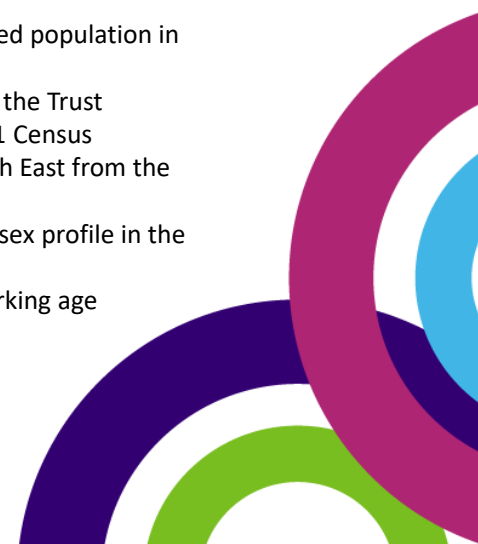 ed population in
the Trust
1 Census
h East from the
sex profile in the
rking age